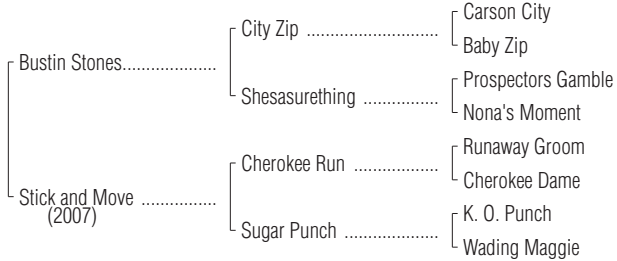 Carson City
City Zip ............................
Baby Zip
Bustin Stones....................
Prospectors Gamble
Shesasurething ................
Nona's Moment
Runaway Groom
Cherokee Run ..................
Cherokee Dame
Stick and Move ................
(2007)
K. O. Punch
Sugar Punch ....................
Wading Maggie